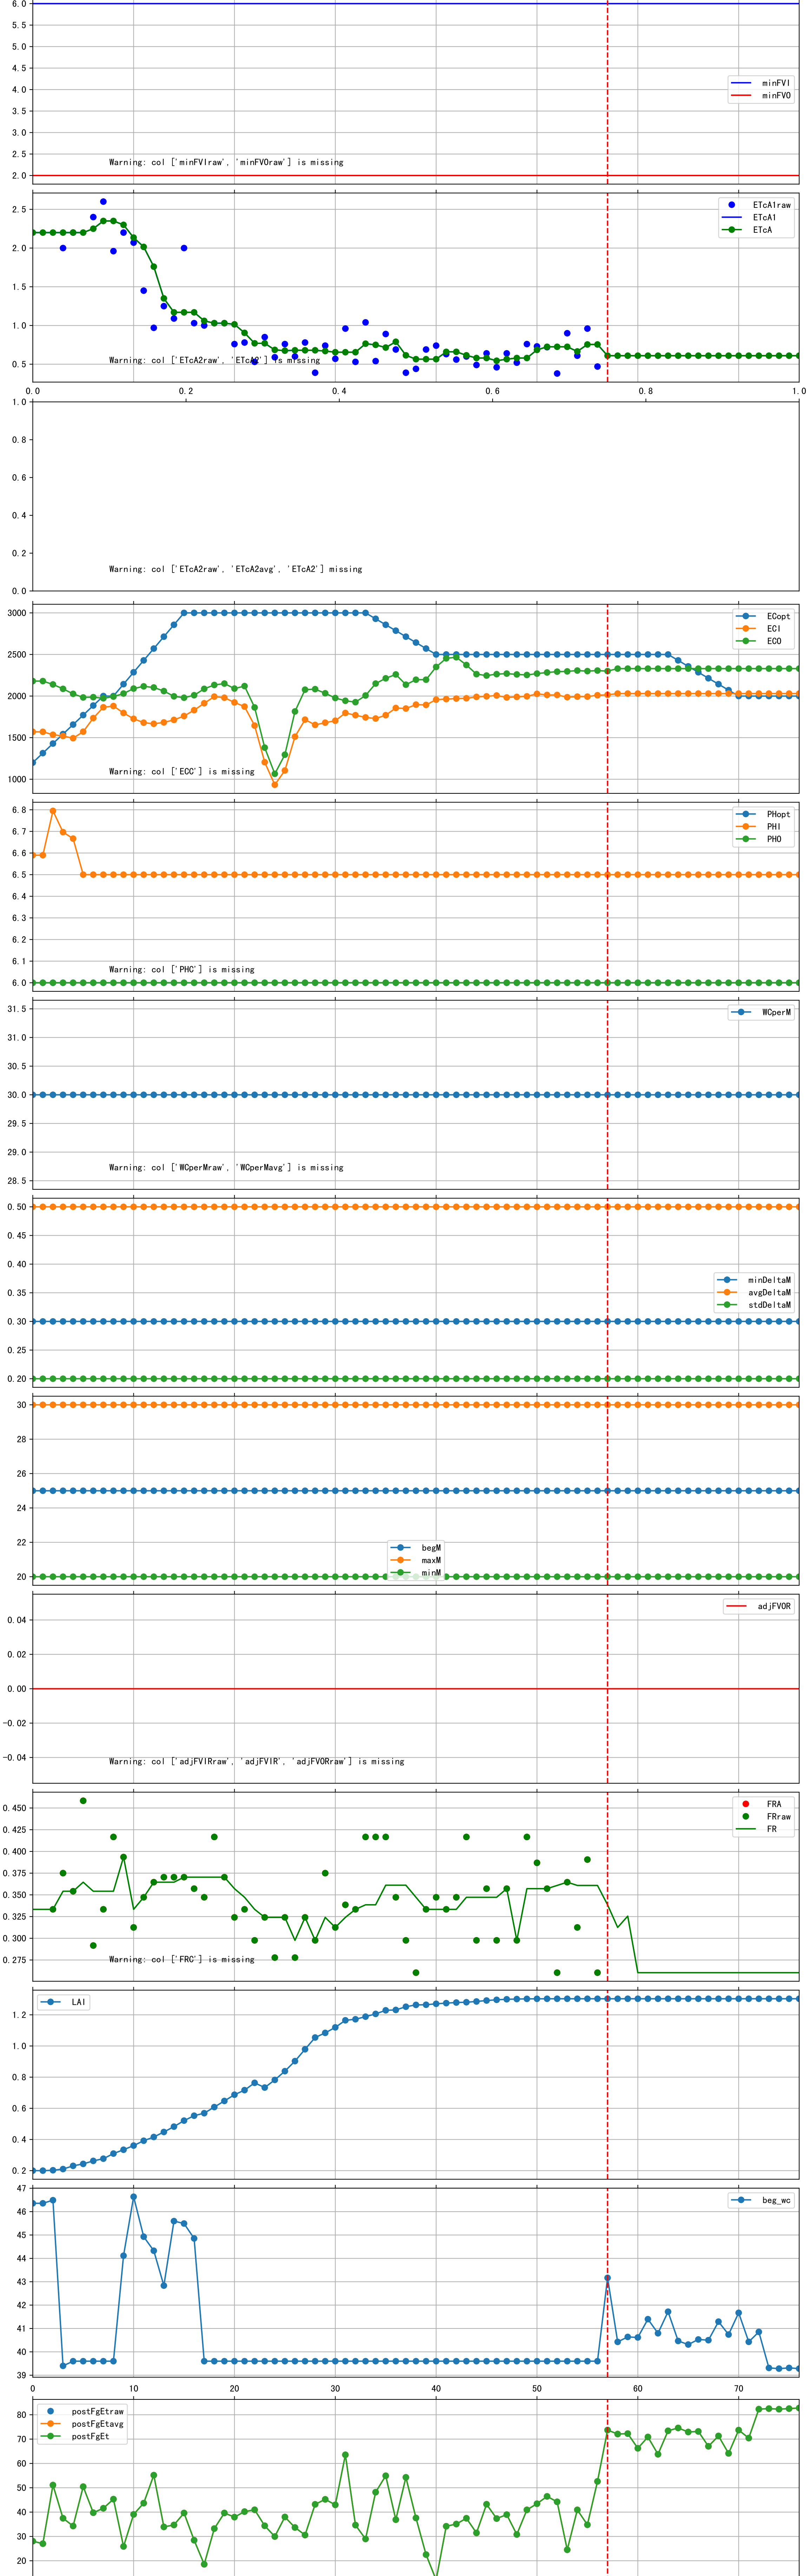 6.0
5.5
5.0
4.5
4.0
3.5
3.0
2.5
2.0
minFVI
minFVO
Warning: col ['minFVIraw', 'minFVOraw'] is missing
2.5
2.0
1.5
1.0
0.5
ETcA1raw
ETcA1
ETcA
Warning: col ['ETcA2raw', 'ETcA2'] is missing
0.0 0.2 0.4 0.6 0.8 1.0
1.0
0.8
0.6
0.4
0.2
0.0
Warning: col ['ETcA2raw', 'ETcA2avg', 'ETcA2'] missing
3000
2500
2000
1500
1000
ECopt
ECI
ECO
Warning: col ['ECC'] is missing
6.8
6.7
6.6
6.5
6.4
6.3
6.2
6.1
6.0
PHopt
PHI
PHO
Warning: col ['PHC'] is missing
31.5
31.0
30.5
30.0
29.5
29.0
28.5
WCperM
Warning: col ['WCperMraw', 'WCperMavg'] is missing
0.50
0.45
0.40
0.35
0.30
0.25
0.20
minDeltaM
avgDeltaM
stdDeltaM
30
28
26
24
22
20
begM
maxM
minM
0.04
0.02
0.00
-0.02
-0.04
adjFVOR
Warning: col ['adjFVIRraw', 'adjFVIR', 'adjFVORraw'] is missing
0.450
0.425
0.400
0.375
0.350
0.325
0.300
0.275
FRA
FRraw
FR
Warning: col ['FRC'] is missing
1.2
1.0
0.8
0.6
0.4
0.2
LAI
47
46
45
44
43
42
41
40
39
beg_wc
0 10 20 30 40 50 60 70
80
70
60
50
40
30
20
postFgEtraw
postFgEtavg
postFgEt